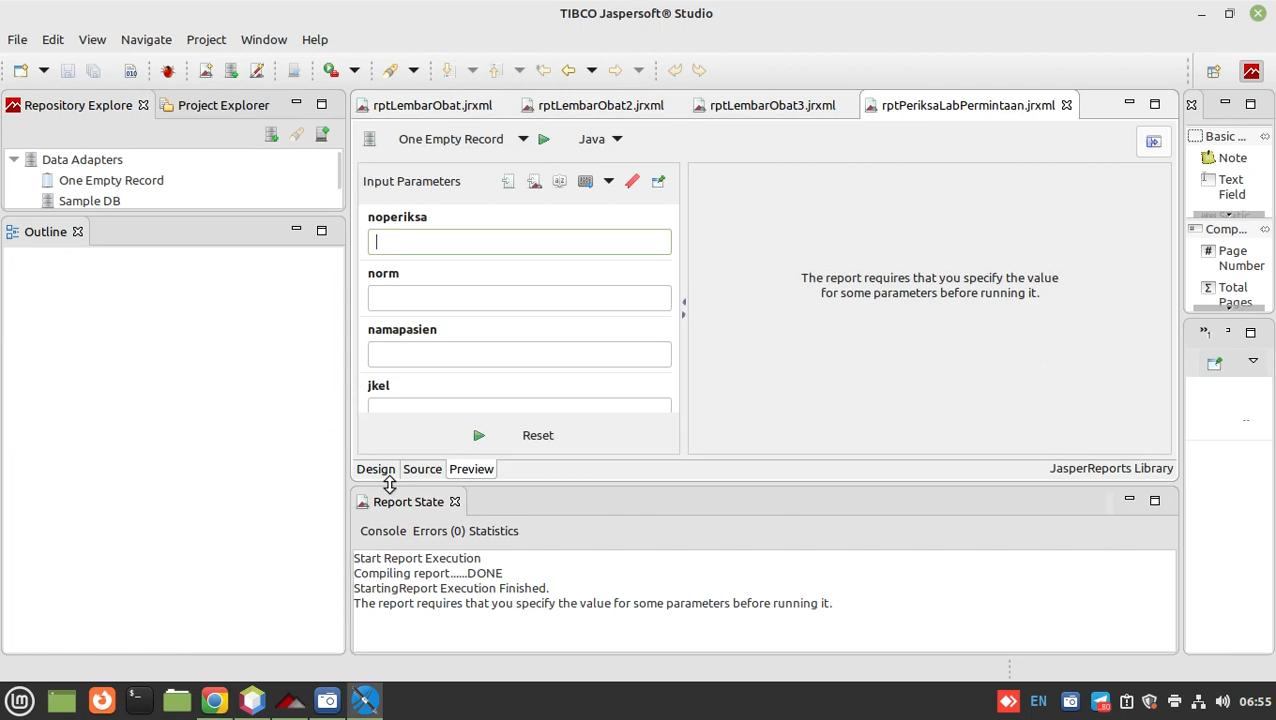 TIBCO Jaspersoft® Studio
File Edit View Navigate Project Window Help
Repository Explore
Project Explorer
Data Adapters
One Empty Record
Sample DB
Outline
rptLembarObat.jrxml
rptLembarObat2.jrxml
rptLembarObat3.jrxml
rptPeriksaLabPermintaan.jrxml
One Empty Record
Java
Input Parameters
noperiksa
norm
namapasien
jkel
Reset
The report requires that you specify the value
for some parameters before running it.
Design Source Preview
JasperReports Library
Report State
Console Errors (0) Statistics
Start Report Execution
Compiling report......DONE
StartingReport Execution Finished.
The report requires that you specify the value for some parameters before running it.
Basic ...
Note
Text
Field
Comp...
Page
Number
Total
Pages
--
EN
80
06:55